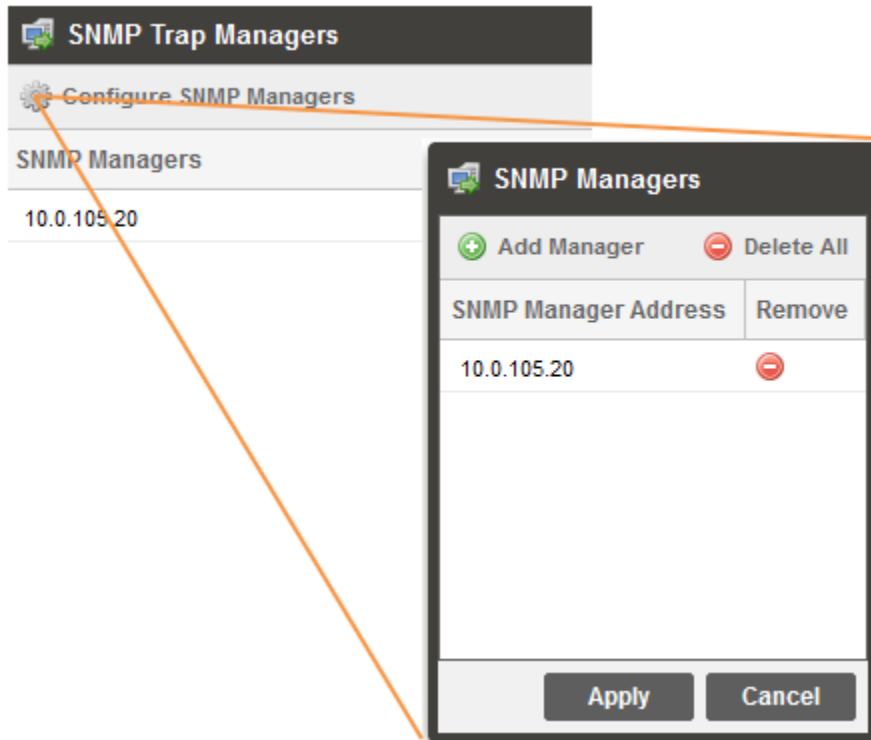 SNMP Trap Managers
Configure SNMP Managers
SNMP Managers
10.0.105.20
SNMP Managers
Add Manager Delete All
SNMP Manager Address Remove
10.0.105.20
Apply Cancel